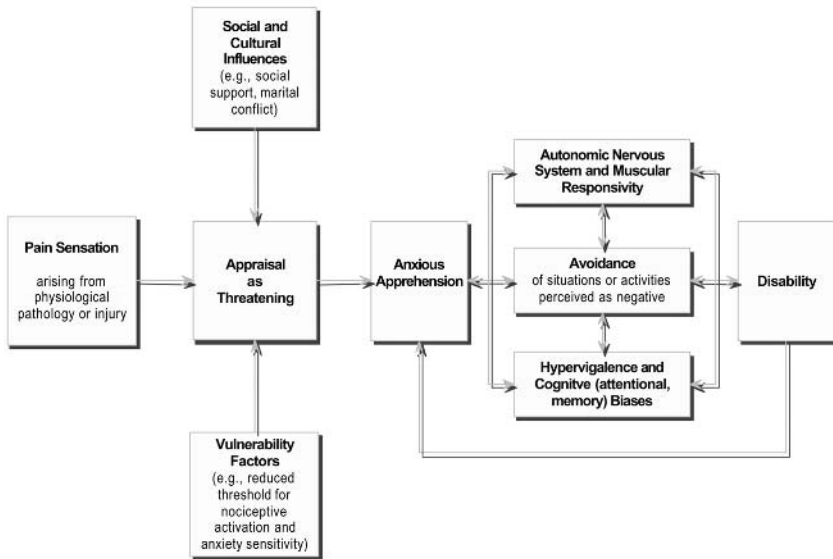 Social and
Cultural
Influences
(e.g., social
support, marital
conflict)
Pain Sensation
arising from
physiological
pathology or injury
Appraisal
as
Threatening
Vulnerability
Factors
(e.g., reduced
threshold for
nociceptive
activation and
anxiety sensitivity)
Anxious
Apprehension
Autonomic Nervous
System and Muscular
Responsivity
Avoidance
of situations or activities
perceived as negative
Hypervigalence and
Cognitve (attentional,
memory) Biases
Disability